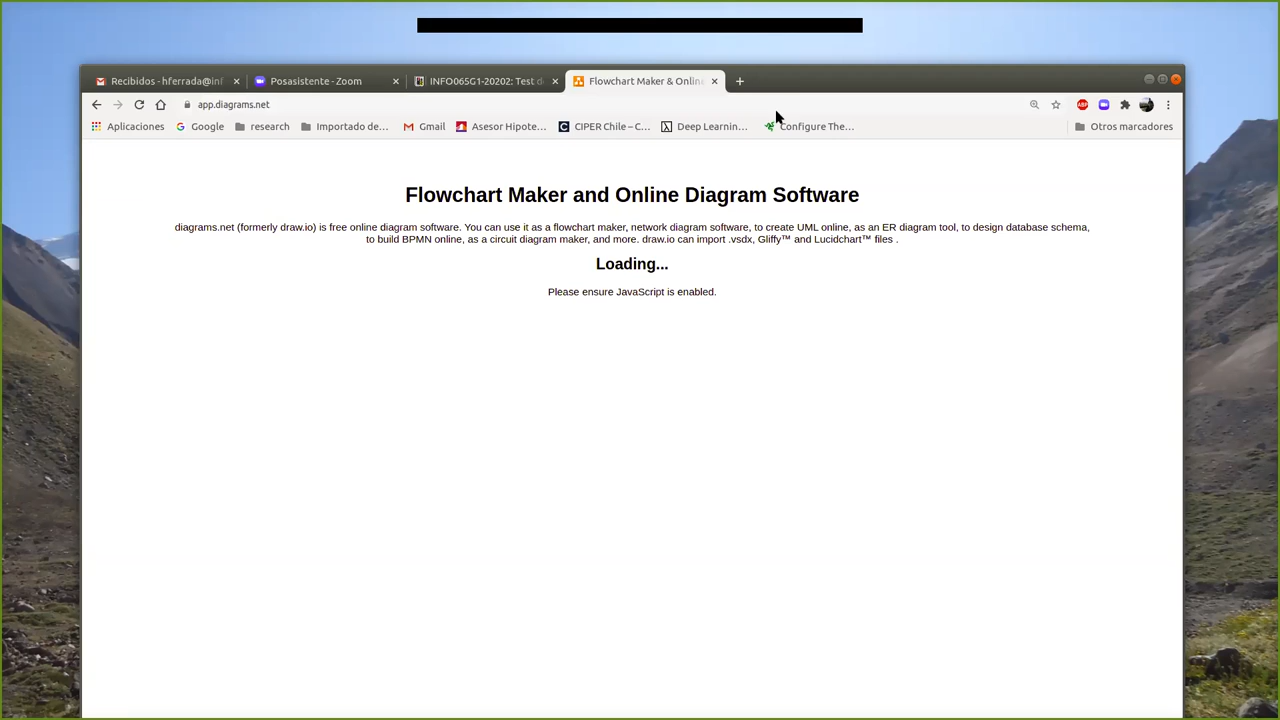 Recibidos - hferrada@inf
Posasistente - Zoom
INFO065G1-20202: Test d
Flowchart Maker & Onlin
app.diagrams.net
ABP
Aplicaciones
Google
research
Importado de...
Gmail
Asesor Hipote...
CIPER Chile – C...
Deep Learnin...
Configure The...
Otros marcadores
Flowchart Maker and Online Diagram Software
diagrams.net (formerly draw.io) is free online diagram software. You can use it as a flowchart maker, network diagram software, to create UML online, as an ER diagram tool, to design database schema,
to build BPMN online, as a circuit diagram maker, and more. draw.io can import .vsdx, Gliffy™ and Lucidchart™ files .
Loading...
Please ensure JavaScript is enabled.